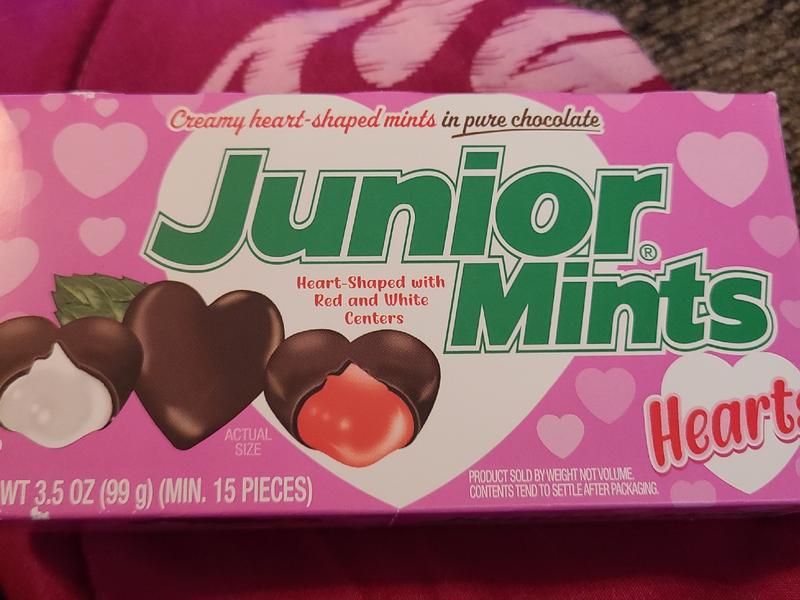 Creamy heart-shaped mints in pure chocolate
Junior
Mints®
Heart-Shaped with
Red and White
Centers
Hearts
ACTUAL
SIZE
WT 3.5 OZ (99 g) (MIN. 15 PIECES)
PRODUCT SOLD BY WEIGHT NOT VOLUME.
CONTENTS TEND TO SETTLE AFTER PACKAGING.